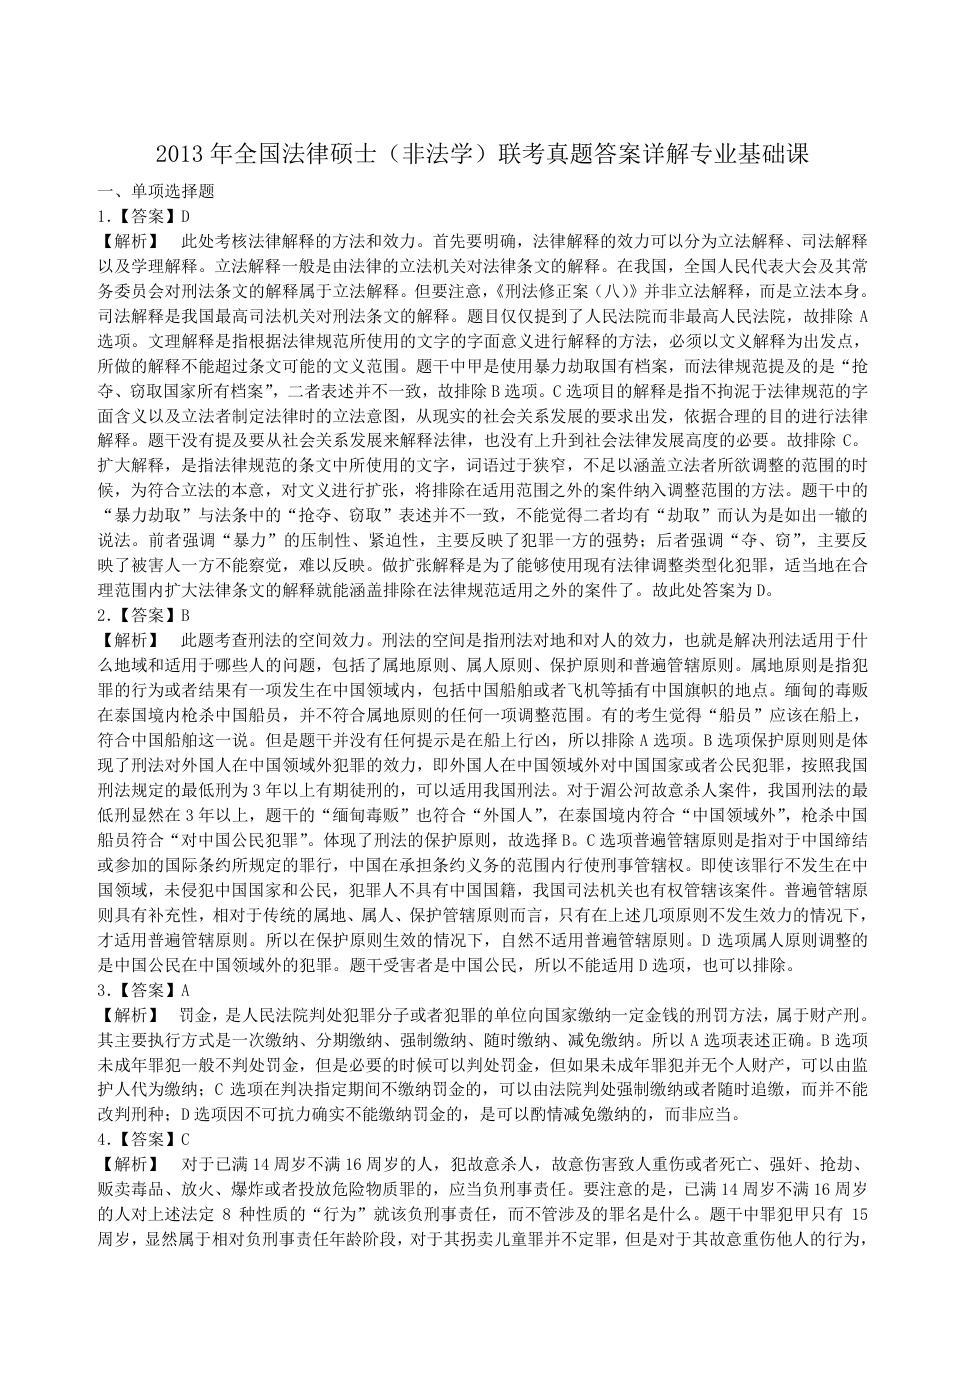 2013 年全国法律硕士（非法学）联考真题答案详解专业基础课
一、单项选择题
1.【答案】D
【解析】 此处考核法律解释的方法和效力。首先要明确，法律解释的效力可以分为立法解释、司法解释
以及学理解释。立法解释一般是由法律的立法机关对法律条文的解释。在我国，全国人民代表大会及其常
务委员会对刑法条文的解释属于立法解释。但要注意，《刑法修正案（八）》并非立法解释，而是立法本身。
司法解释是我国最高司法机关对刑法条文的解释。题目仅仅提到了人民法院而非最高人民法院，故排除 A
选项。文理解释是指根据法律规范所使用的文字的字面意义进行解释的方法，必须以文义解释为出发点，
所做的解释不能超过条文可能的文义范围。题干中甲是使用暴力劫取国有档案，而法律规范提及的是“抢
夺、窃取国家所有档案”，二者表述并不一致，故排除 B 选项。C 选项目的解释是指不拘泥于法律规范的字
面含义以及立法者制定法律时的立法意图，从现实的社会关系发展的要求出发，依据合理的目的进行法律
解释。题干没有提及要从社会关系发展来解释法律，也没有上升到社会法律发展高度的必要。故排除 C。
扩大解释，是指法律规范的条文中所使用的文字，词语过于狭窄，不足以涵盖立法者所欲调整的范围的时
候，为符合立法的本意，对文义进行扩张，将排除在适用范围之外的案件纳入调整范围的方法。题干中的
“暴力劫取”与法条中的“抢夺、窃取”表述并不一致，不能觉得二者均有“劫取”而认为是如出一辙的
说法。前者强调“暴力”的压制性、紧迫性，主要反映了犯罪一方的强势；后者强调“夺、窃”，主要反
映了被害人一方不能察觉，难以反映。做扩张解释是为了能够使用现有法律调整类型化犯罪，适当地在合
理范围内扩大法律条文的解释就能涵盖排除在法律规范适用之外的案件了。故此处答案为 D。
2.【答案】B
【解析】 此题考查刑法的空间效力。刑法的空间是指刑法对地和对人的效力，也就是解决刑法适用于什
么地域和适用于哪些人的问题，包括了属地原则、属人原则、保护原则和普遍管辖原则。属地原则是指犯
罪的行为或者结果有一项发生在中国领域内，包括中国船舶或者飞机等插有中国旗帜的地点。缅甸的毒贩
在泰国境内枪杀中国船员，并不符合属地原则的任何一项调整范围。有的考生觉得“船员”应该在船上，
符合中国船舶这一说。但是题干并没有任何提示是在船上行凶，所以排除 A 选项。B 选项保护原则则是体
现了刑法对外国人在中国领域外犯罪的效力，即外国人在中国领域外对中国国家或者公民犯罪，按照我国
刑法规定的最低刑为 3 年以上有期徒刑的，可以适用我国刑法。对于湄公河故意杀人案件，我国刑法的最
低刑显然在 3 年以上，题干的“缅甸毒贩”也符合“外国人”，在泰国境内符合“中国领域外”，枪杀中国
船员符合“对中国公民犯罪”。体现了刑法的保护原则，故选择 B。C 选项普遍管辖原则是指对于中国缔结
或参加的国际条约所规定的罪行，中国在承担条约义务的范围内行使刑事管辖权。即使该罪行不发生在中
国领域，未侵犯中国国家和公民，犯罪人不具有中国国籍，我国司法机关也有权管辖该案件。普遍管辖原
则具有补充性，相对于传统的属地、属人、保护管辖原则而言，只有在上述几项原则不发生效力的情况下，
才适用普遍管辖原则。所以在保护原则生效的情况下，自然不适用普遍管辖原则。D 选项属人原则调整的
是中国公民在中国领域外的犯罪。题干受害者是中国公民，所以不能适用 D 选项，也可以排除。
3.【答案】A
【解析】 罚金，是人民法院判处犯罪分子或者犯罪的单位向国家缴纳一定金钱的刑罚方法，属于财产刑。
其主要执行方式是一次缴纳、分期缴纳、强制缴纳、随时缴纳、减免缴纳。所以 A 选项表述正确。B 选项
未成年罪犯一般不判处罚金，但是必要的时候可以判处罚金，但如果未成年罪犯并无个人财产，可以由监
护人代为缴纳；C 选项在判决指定期间不缴纳罚金的，可以由法院判处强制缴纳或者随时追缴，而并不能
改判刑种；D 选项因不可抗力确实不能缴纳罚金的，是可以酌情减免缴纳的，而非应当。
4.【答案】C
【解析】 对于已满 14 周岁不满 16 周岁的人，犯故意杀人，故意伤害致人重伤或者死亡、强奸、抢劫、
贩卖毒品、放火、爆炸或者投放危险物质罪的，应当负刑事责任。要注意的是，已满 14 周岁不满 16 周岁
的人对上述法定 8 种性质的“行为”就该负刑事责任，而不管涉及的罪名是什么。题干中罪犯甲只有 15
周岁，显然属于相对负刑事责任年龄阶段，对于其拐卖儿童罪并不定罪，但是对于其故意重伤他人的行为，